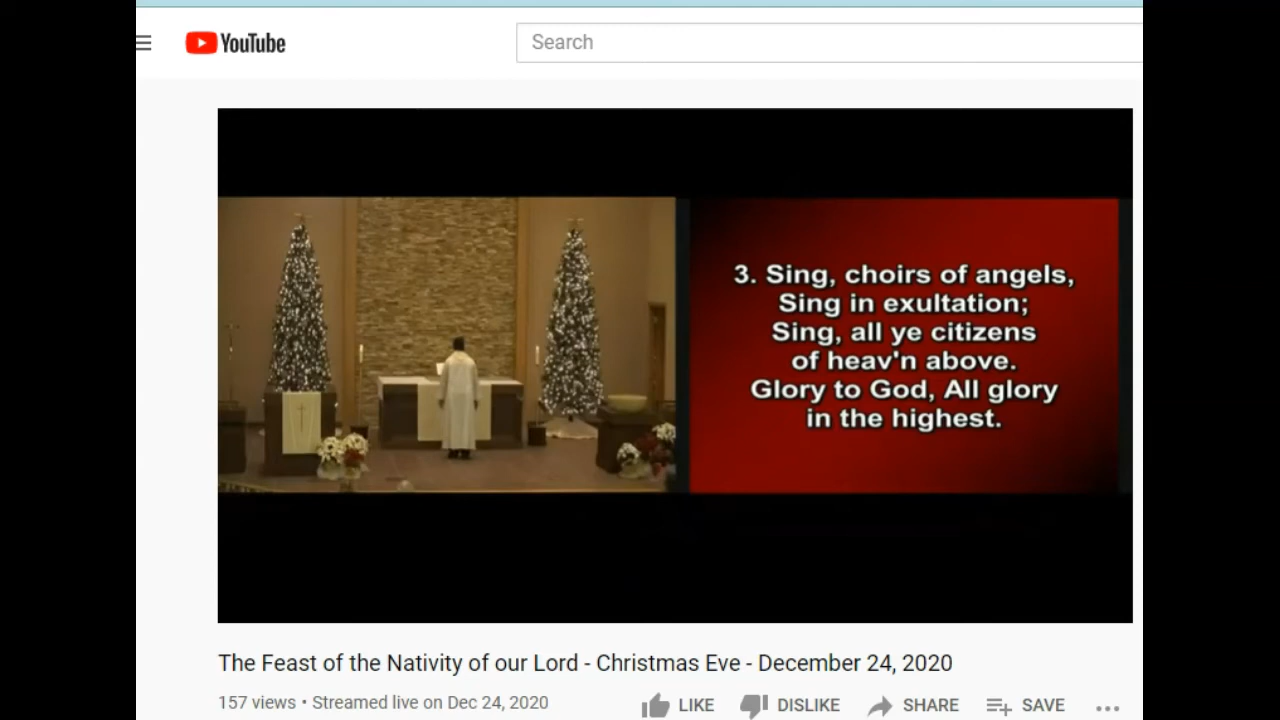 YouTube
Search
3. Sing, choirs of angels,
Sing in exultation;
Sing, all ye citizens
of heav'n above.
Glory to God, All glory
in the highest.
The Feast of the Nativity of our Lord - Christmas Eve - December 24, 2020
157 views • Streamed live on Dec 24, 2020 LIKE DISLIKE SHARE SAVE